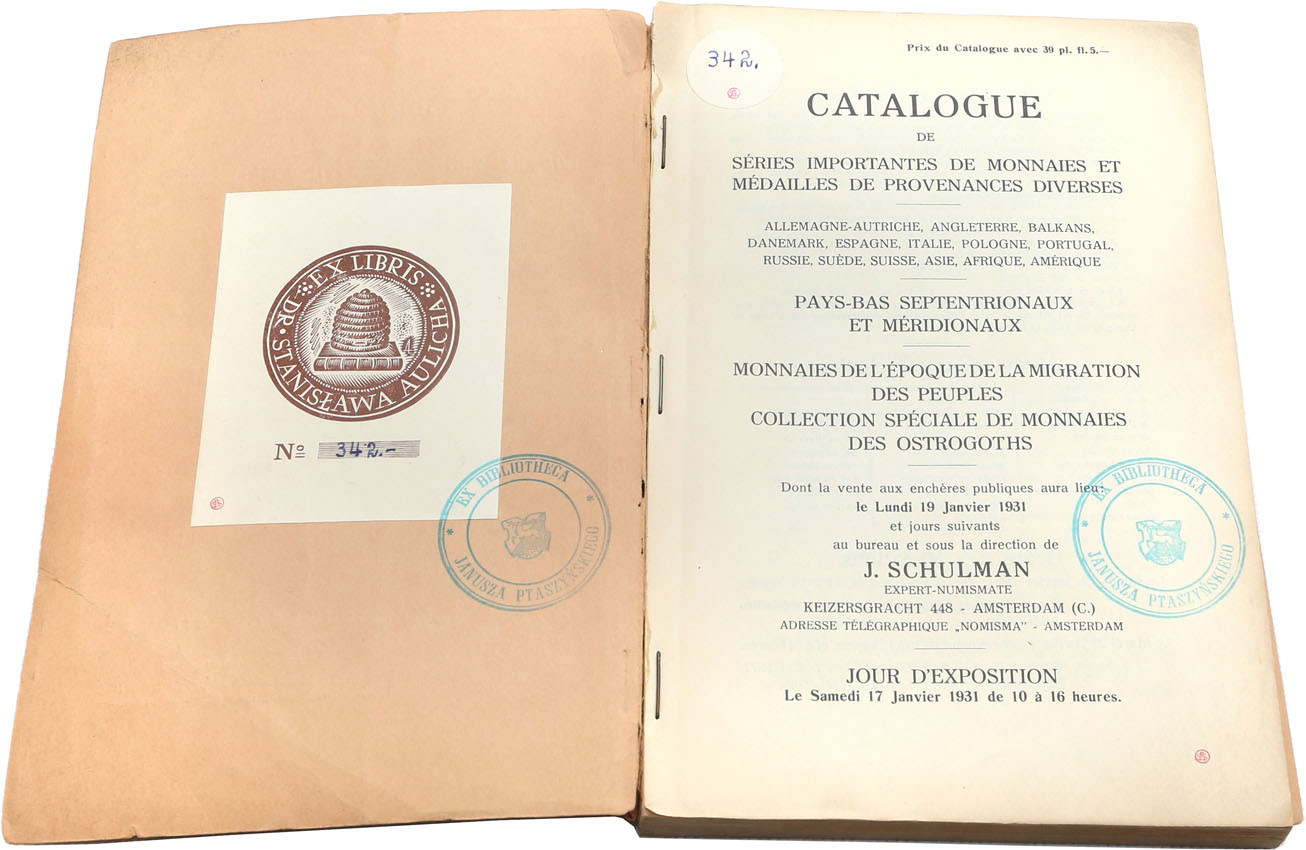 EX LIBRIS
DR· STANISŁAWA AULICHA
Nº 342.-
* EX BIBLIOTHECA *
JANUSZA PTASZYŃSKIEGO
342.
Prix du Catalogue avec 39 pl. fl. 5.—
CATALOGUE
DE
SÉRIES IMPORTANTES DE MONNAIES ET
MÉDAILLES DE PROVENANCES DIVERSES
ALLEMAGNE-AUTRICHE, ANGLETERRE, BALKANS,
DANEMARK, ESPAGNE, ITALIE, POLOGNE, PORTUGAL,
RUSSIE, SUÈDE, SUISSE, ASIE, AFRIQUE, AMÉRIQUE
PAYS-BAS SEPTENTRIONAUX
ET MÉRIDIONAUX
MONNAIES DE L'ÉPOQUE DE LA MIGRATION
DES PEUPLES
COLLECTION SPÉCIALE DE MONNAIES
DES OSTROGOTHS
Dont la vente aux enchères publiques aura lieu:
le Lundi 19 Janvier 1931
et jours suivants
au bureau et sous la direction de
J. SCHULMAN
EXPERT-NUMISMATE
KEIZERSGRACHT 448 - AMSTERDAM (C.)
ADRESSE TÉLÉGRAPHIQUE „NOMISMA" - AMSTERDAM
JOUR D'EXPOSITION
Le Samedi 17 Janvier 1931 de 10 à 16 heures.
* EX BIBLIOTHECA *
JANUSZA PTASZYŃSKIEGO